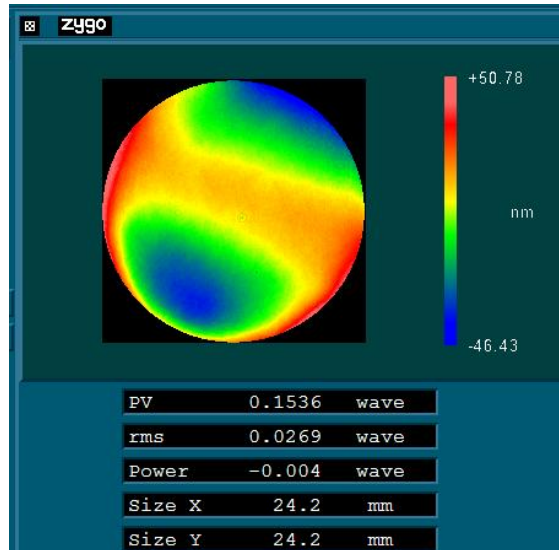 zygo
+50.78
nm
-46.43
PV 0.1536 wave
rms 0.0269 wave
Power -0.004 wave
Size X 24.2 mm
Size Y 24.2 mm